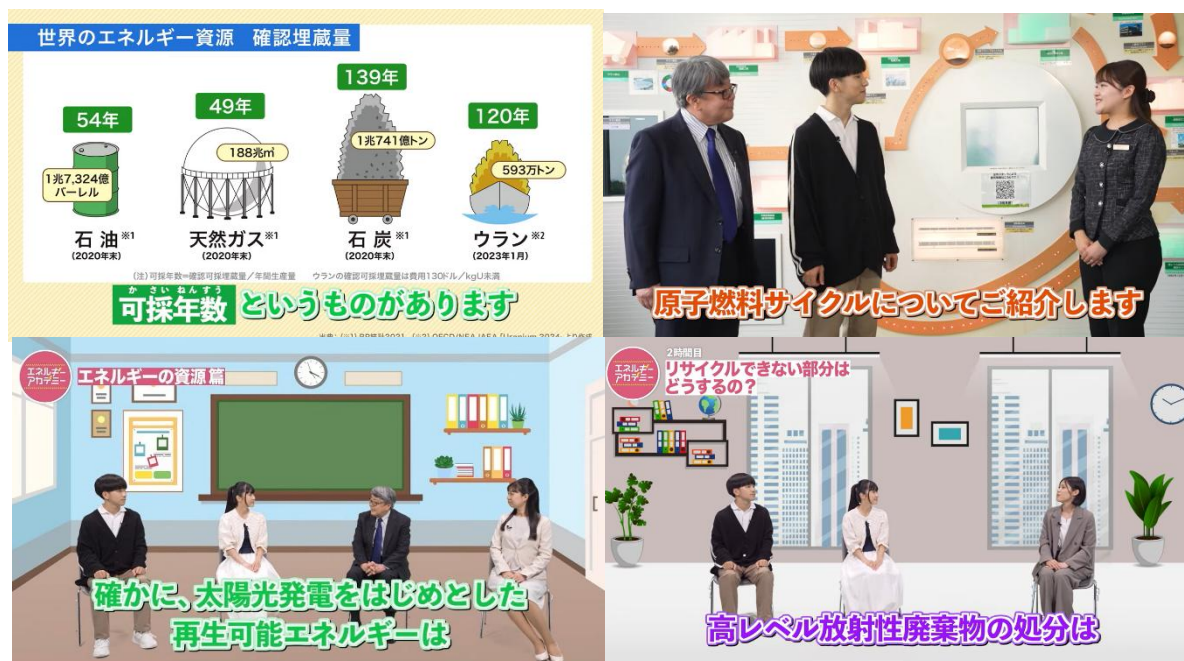 世界のエネルギー資源 確認埋蔵量
54年
49年
139年
120年
1兆7,324億
バーレル
188兆㎥
1兆741億トン
593万トン
石油※1
(2020年末)
天然ガス※1
(2020年末)
石炭※1
(2020年末)
ウラン※2
(2023年1月)
(注)可採年数=確認可採埋蔵量/年間生産量 ウランの確認可採埋蔵量は費用130ドル/kgU未満
か さい ねん すう
可採年数 というものがあります
原子燃料サイクルについてご紹介します
エネルギー
アカデミー
エネルギーの資源篇
確かに、太陽光発電をはじめとした
再生可能エネルギーは
エネルギー
アカデミー
2時間目
リサイクルできない部分は
どうするの?
高レベル放射性廃棄物の処分は